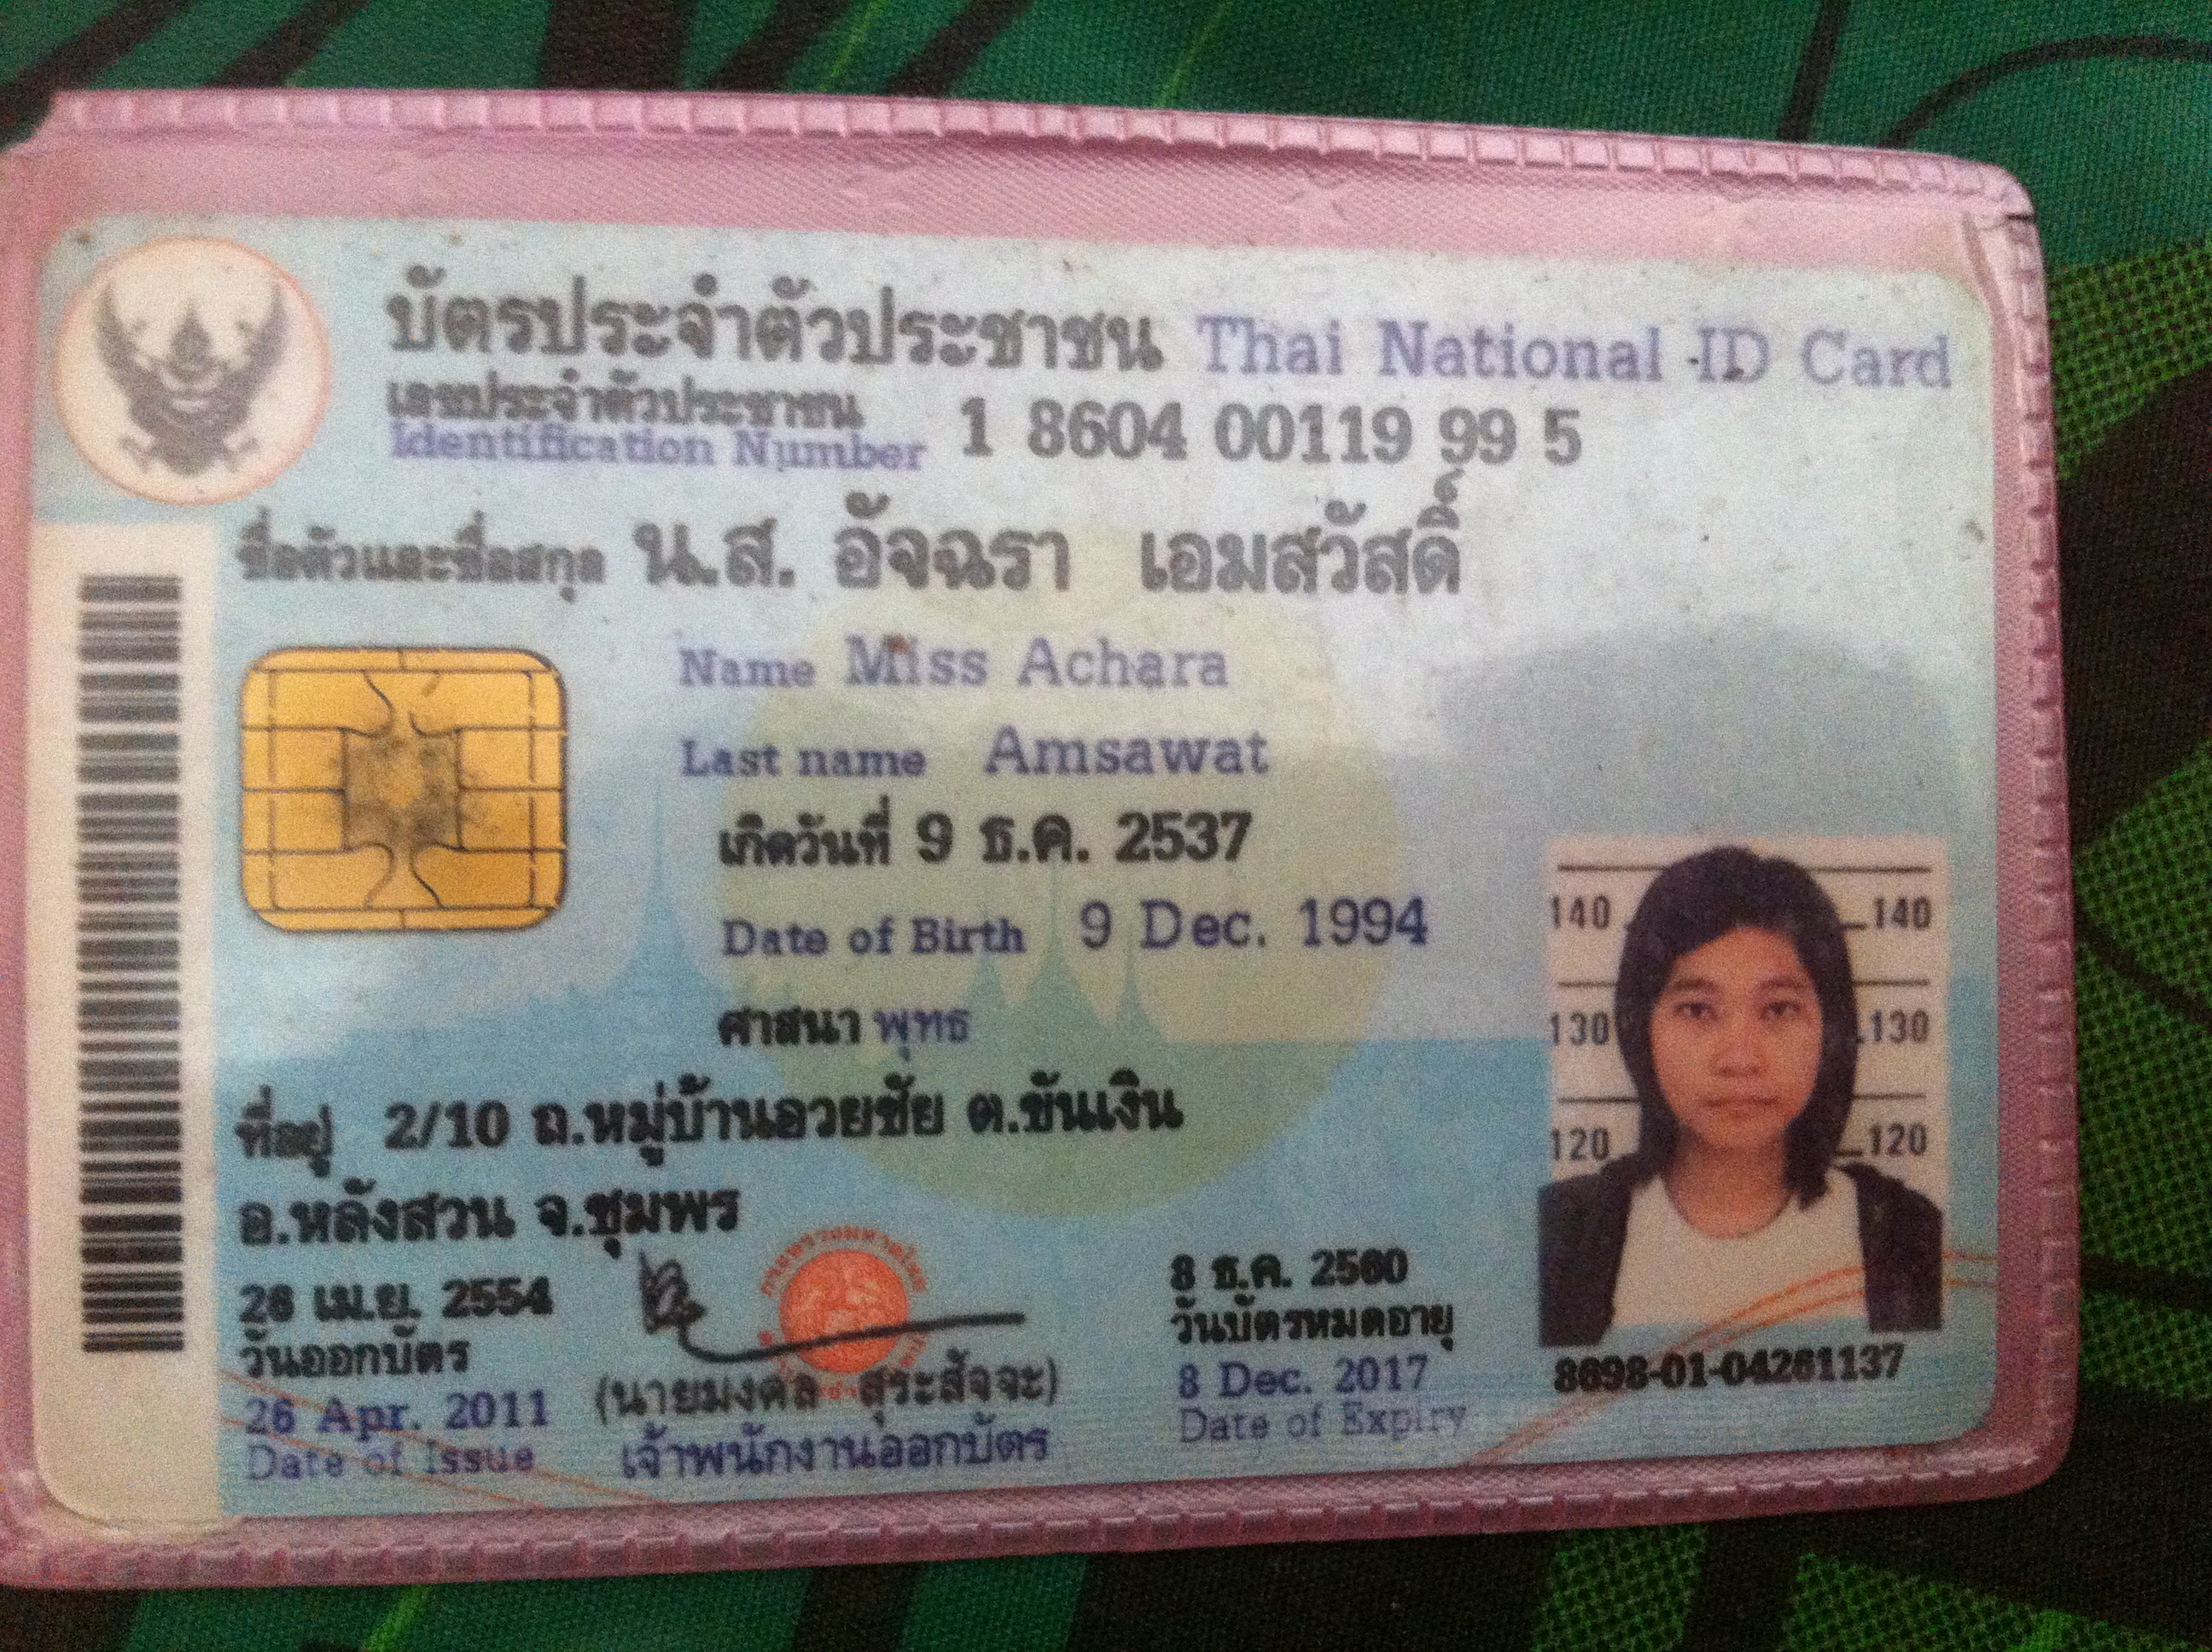 บัตรประจำตัวประชาชน Thai National ID Card
เลขประจำตัวประชาชน 1 8604 00119 99 5
Identification Number
ชื่อตัวและชื่อสกุล น.ส. อัจฉรา เอมสวัสดิ์
Name Miss Achara
Last name Amsawat
เกิดวันที่ 9 ธ.ค. 2537
Date of Birth 9 Dec. 1994
ศาสนา พุทธ
ที่อยู่ 2/10 ถ.หมู่บ้านอวยชัย ต.ขันเงิน
อ.หลังสวน จ.ชุมพร
26 เม.ย. 2554
วันออกบัตร
26 Apr. 2011
Date of Issue
(นายมงคล สุระสัจจะ)
เจ้าพนักงานออกบัตร
8 ธ.ค. 2560
วันบัตรหมดอายุ
8 Dec. 2017
Date of Expiry
140 140
130 130
120 120
8698-01-04261137